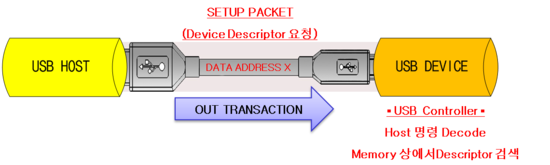 SETUP PACKET
(Device Descriptor 요청)
USB HOST
DATA ADDRESS X
USB DEVICE
OUT TRANSACTION
▪ USB Controller ▪
Host 명령 Decode
Memory 상에서Descriptor 검색